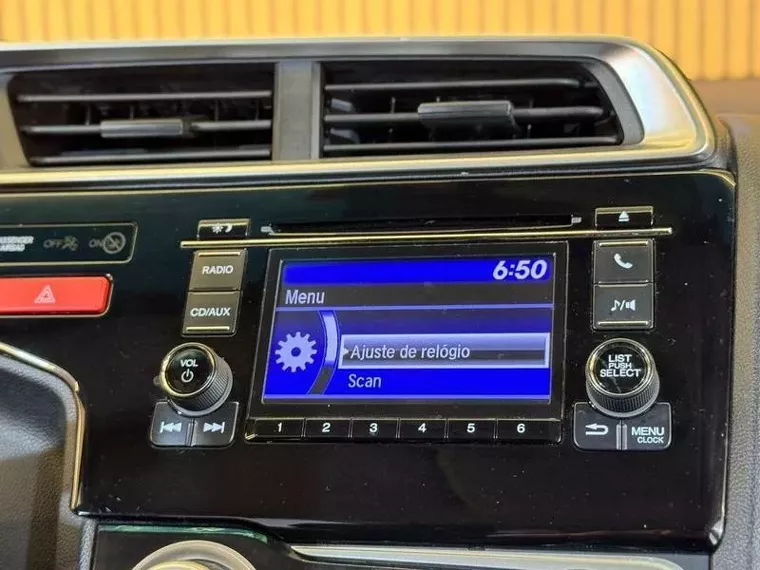 PASSENGER
AIRBAG
OFF
ON
RADIO
CD/AUX
VOL
6:50
Menu
Ajuste de relógio
Scan
1 2 3 4 5 6
LIST
PUSH
SELECT
MENU
CLOCK